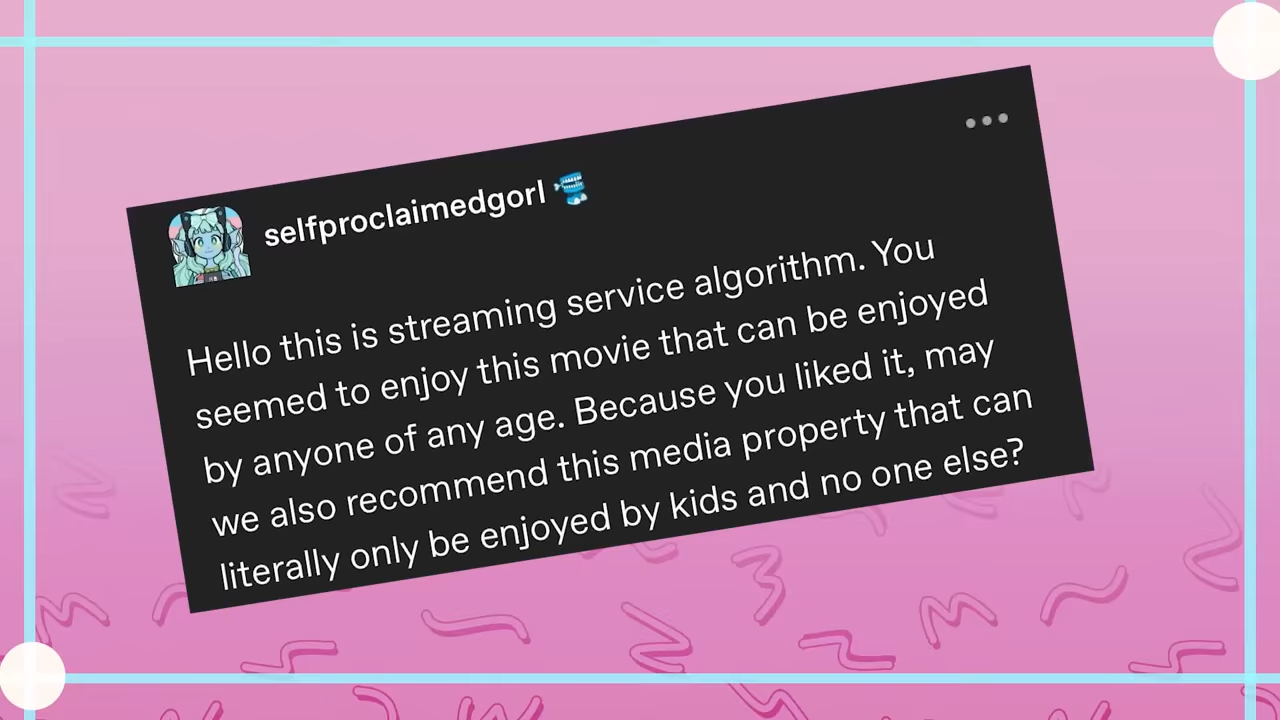 selfproclaimedgorl
Hello this is streaming service algorithm. You
seemed to enjoy this movie that can be enjoyed
by anyone of any age. Because you liked it, may
we also recommend this media property that can
literally only be enjoyed by kids and no one else?